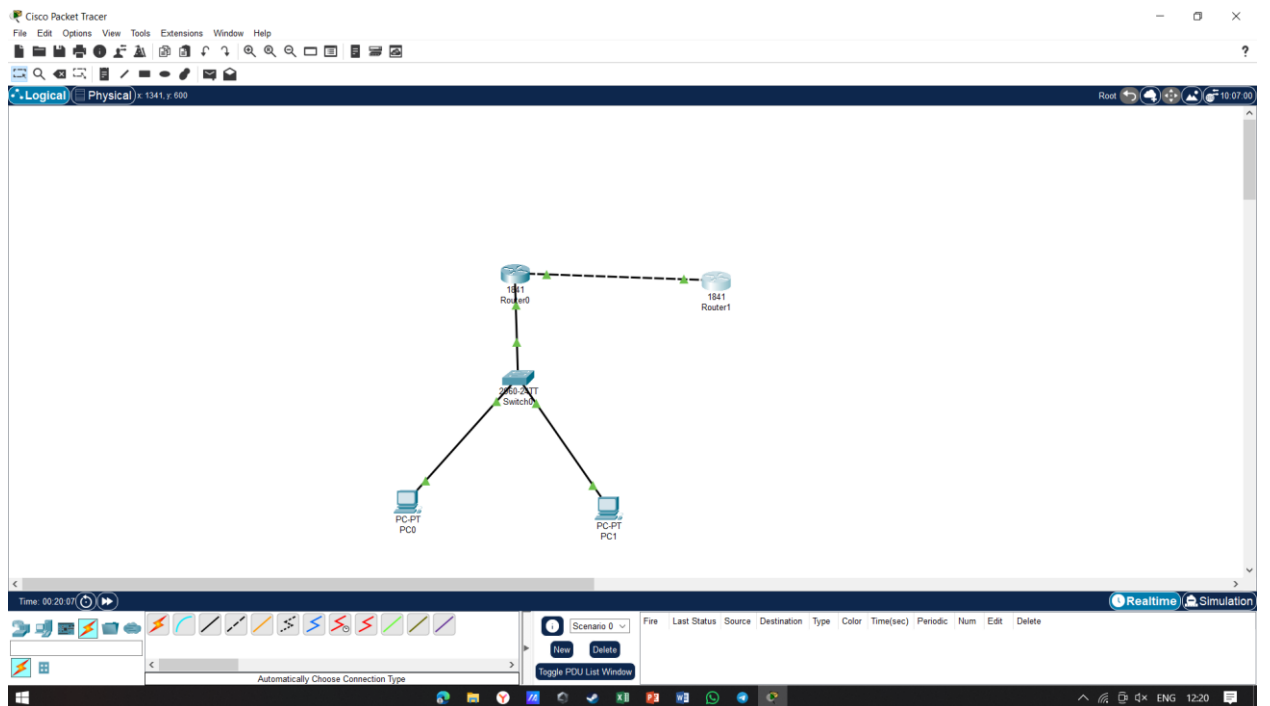 Cisco Packet Tracer
File Edit Options View Tools Extensions Window Help
?
Logical Physical x: 1341, y: 600 Root 10:07:00
1841
Router0
1841
Router1
2960-24TT
Switch0
PC-PT
PC0
PC-PT
PC1
Time: 00:20:07 Realtime Simulation
Scenario 0 Fire Last Status Source Destination Type Color Time(sec) Periodic Num Edit Delete
New Delete
Toggle PDU List Window
Automatically Choose Connection Type
ENG 12:20